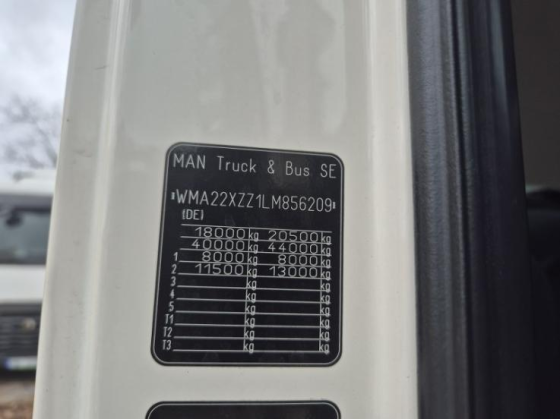 MAN Truck & Bus SE
*WMA22XZZ1LM856209*
(DE)
18000 kg 20500 kg
40000 kg 44000 kg
1 8000 kg 8000 kg
2 11500 kg 13000 kg
3 kg kg
4 kg kg
5 kg kg
T1 kg kg
T2 kg kg
T3 kg kg